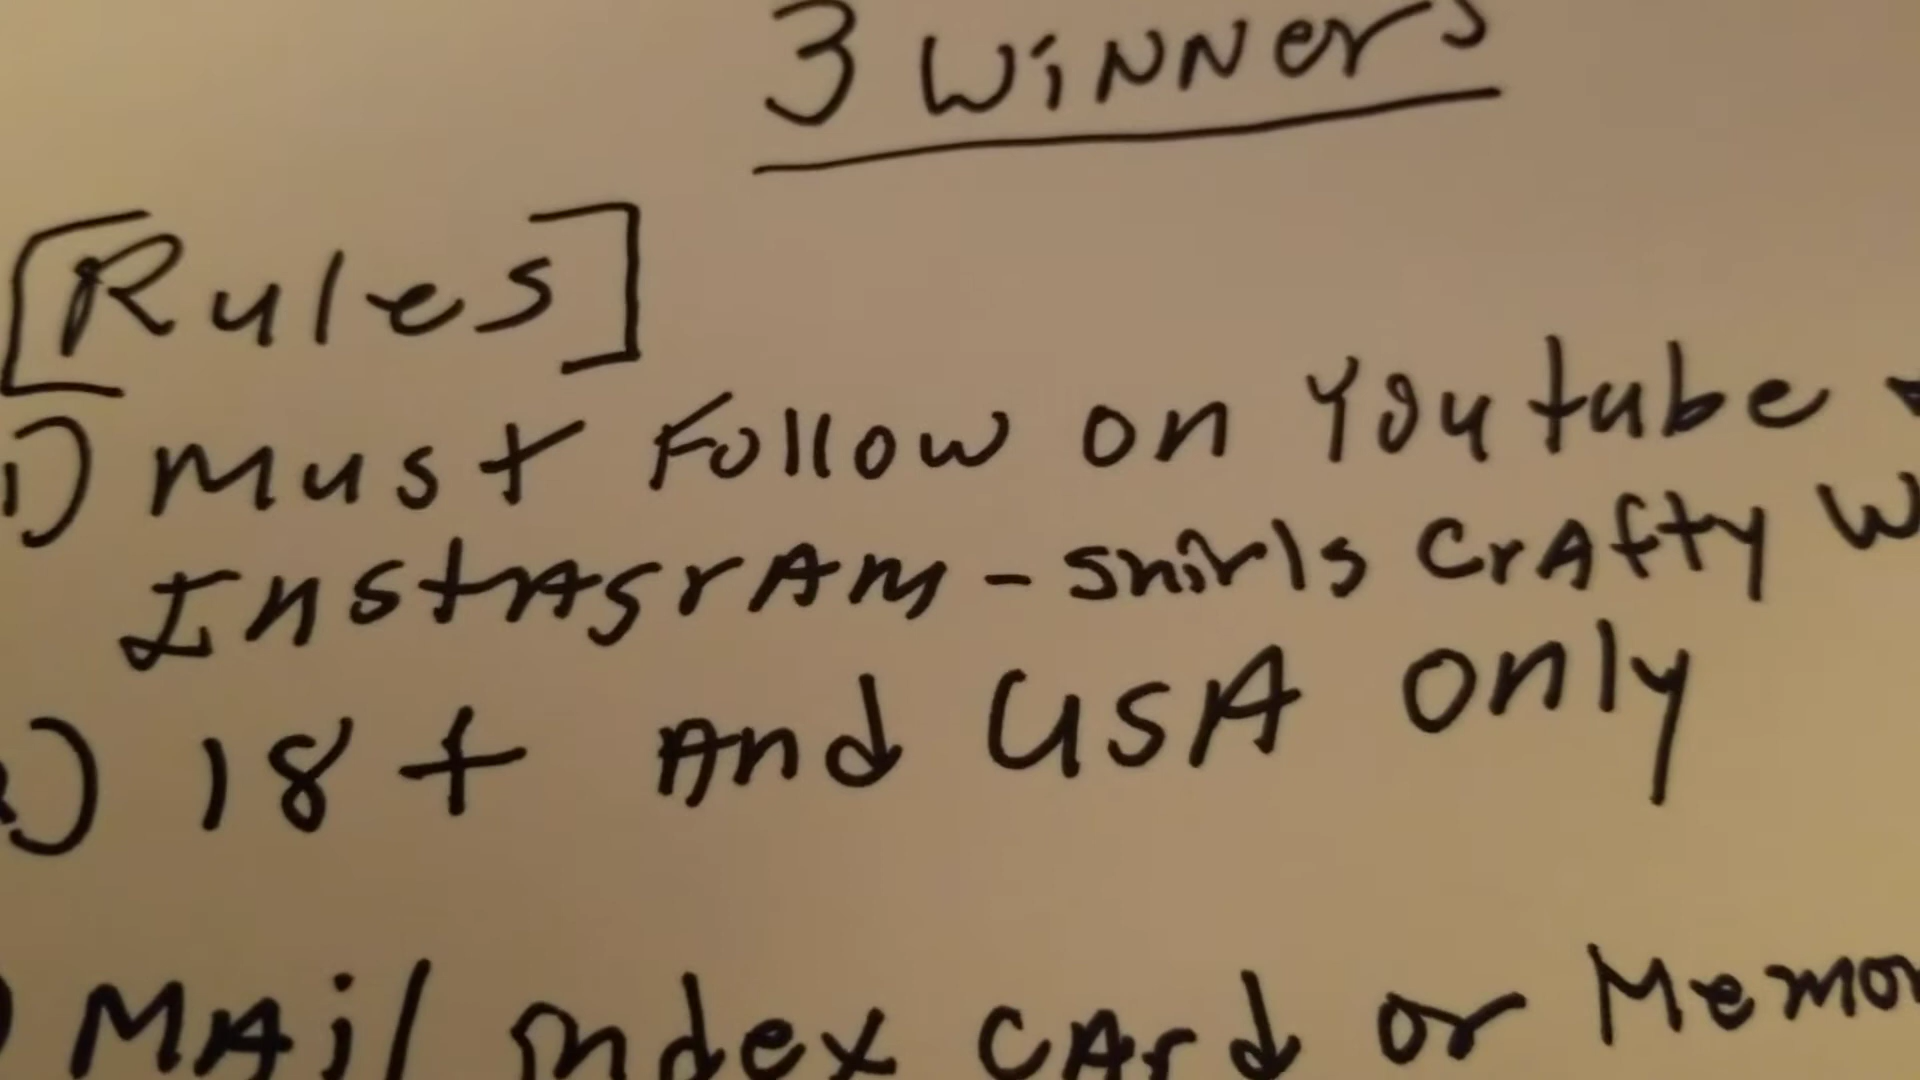 3 Winners
[Rules]
1) Must Follow on Youtube
Instagram - Shirls Crafty
2) 18+ And USA only
) Mail index card or